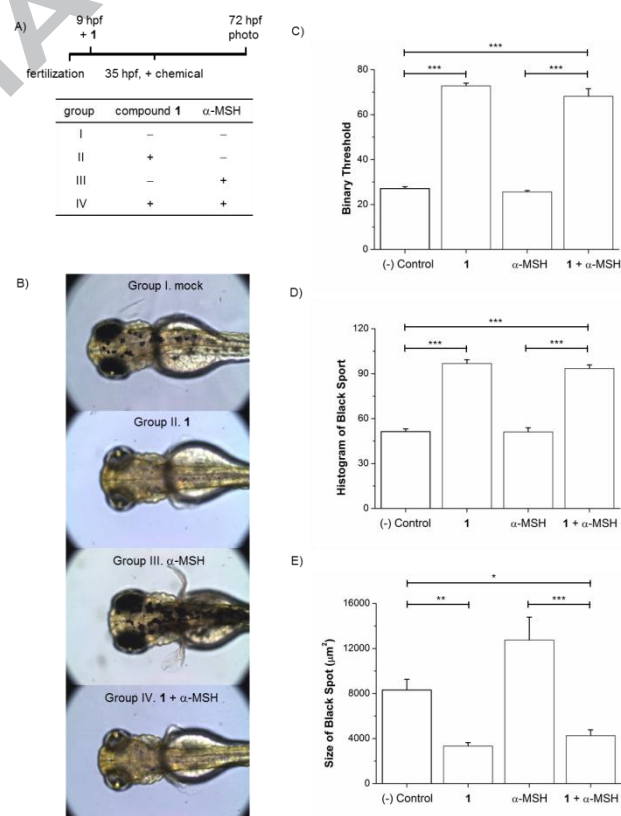 A)
9 hpf
+ 1
72 hpf
photo
fertilization
35 hpf, + chemical
group compound 1 α-MSH
I – –
II + –
III – +
IV + +
B)
Group I. mock
Group II. 1
Group III. α-MSH
Group IV. 1 + α-MSH
C)
***
*** ***
Binary Threshold
80
60
40
20
0
(-) Control 1 α-MSH 1 + α-MSH
D)
***
*** ***
Histogram of Black Sport
120
90
60
30
0
(-) Control 1 α-MSH 1 + α-MSH
E)
*
** ***
Size of Black Spot (μm²)
16000
12000
8000
4000
0
(-) Control 1 α-MSH 1 + α-MSH